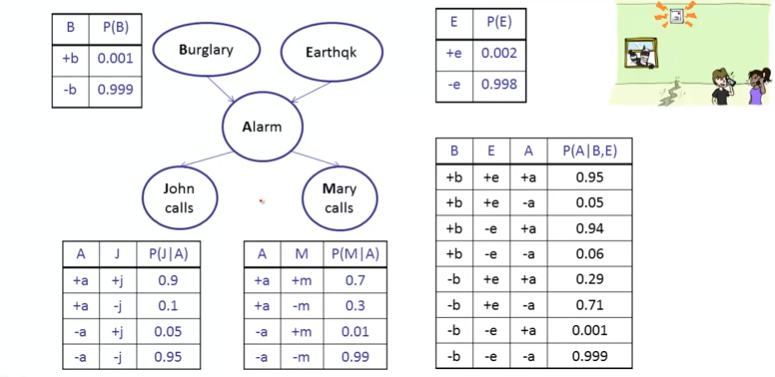 B P(B)
+b 0.001
-b 0.999
Burglary
Earthqk
E P(E)
+e 0.002
-e 0.998
Alarm
John
calls
Mary
calls
A J P(J|A)
+a +j 0.9
+a -j 0.1
-a +j 0.05
-a -j 0.95
A M P(M|A)
+a +m 0.7
+a -m 0.3
-a +m 0.01
-a -m 0.99
B E A P(A|B,E)
+b +e +a 0.95
+b +e -a 0.05
+b -e +a 0.94
+b -e -a 0.06
-b +e +a 0.29
-b +e -a 0.71
-b -e +a 0.001
-b -e -a 0.999